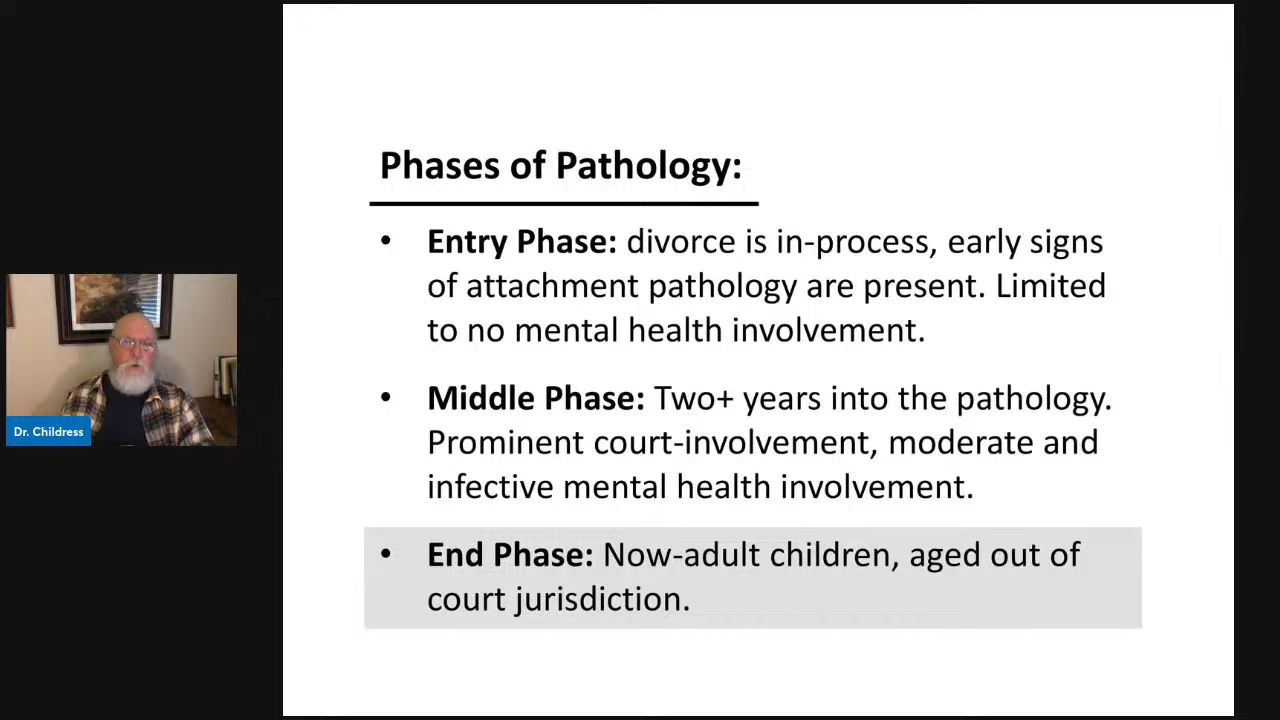 Phases of Pathology:
• Entry Phase: divorce is in-process, early signs
of attachment pathology are present. Limited
to no mental health involvement.
• Middle Phase: Two+ years into the pathology.
Prominent court-involvement, moderate and
infective mental health involvement.
• End Phase: Now-adult children, aged out of
court jurisdiction.
Dr. Childress